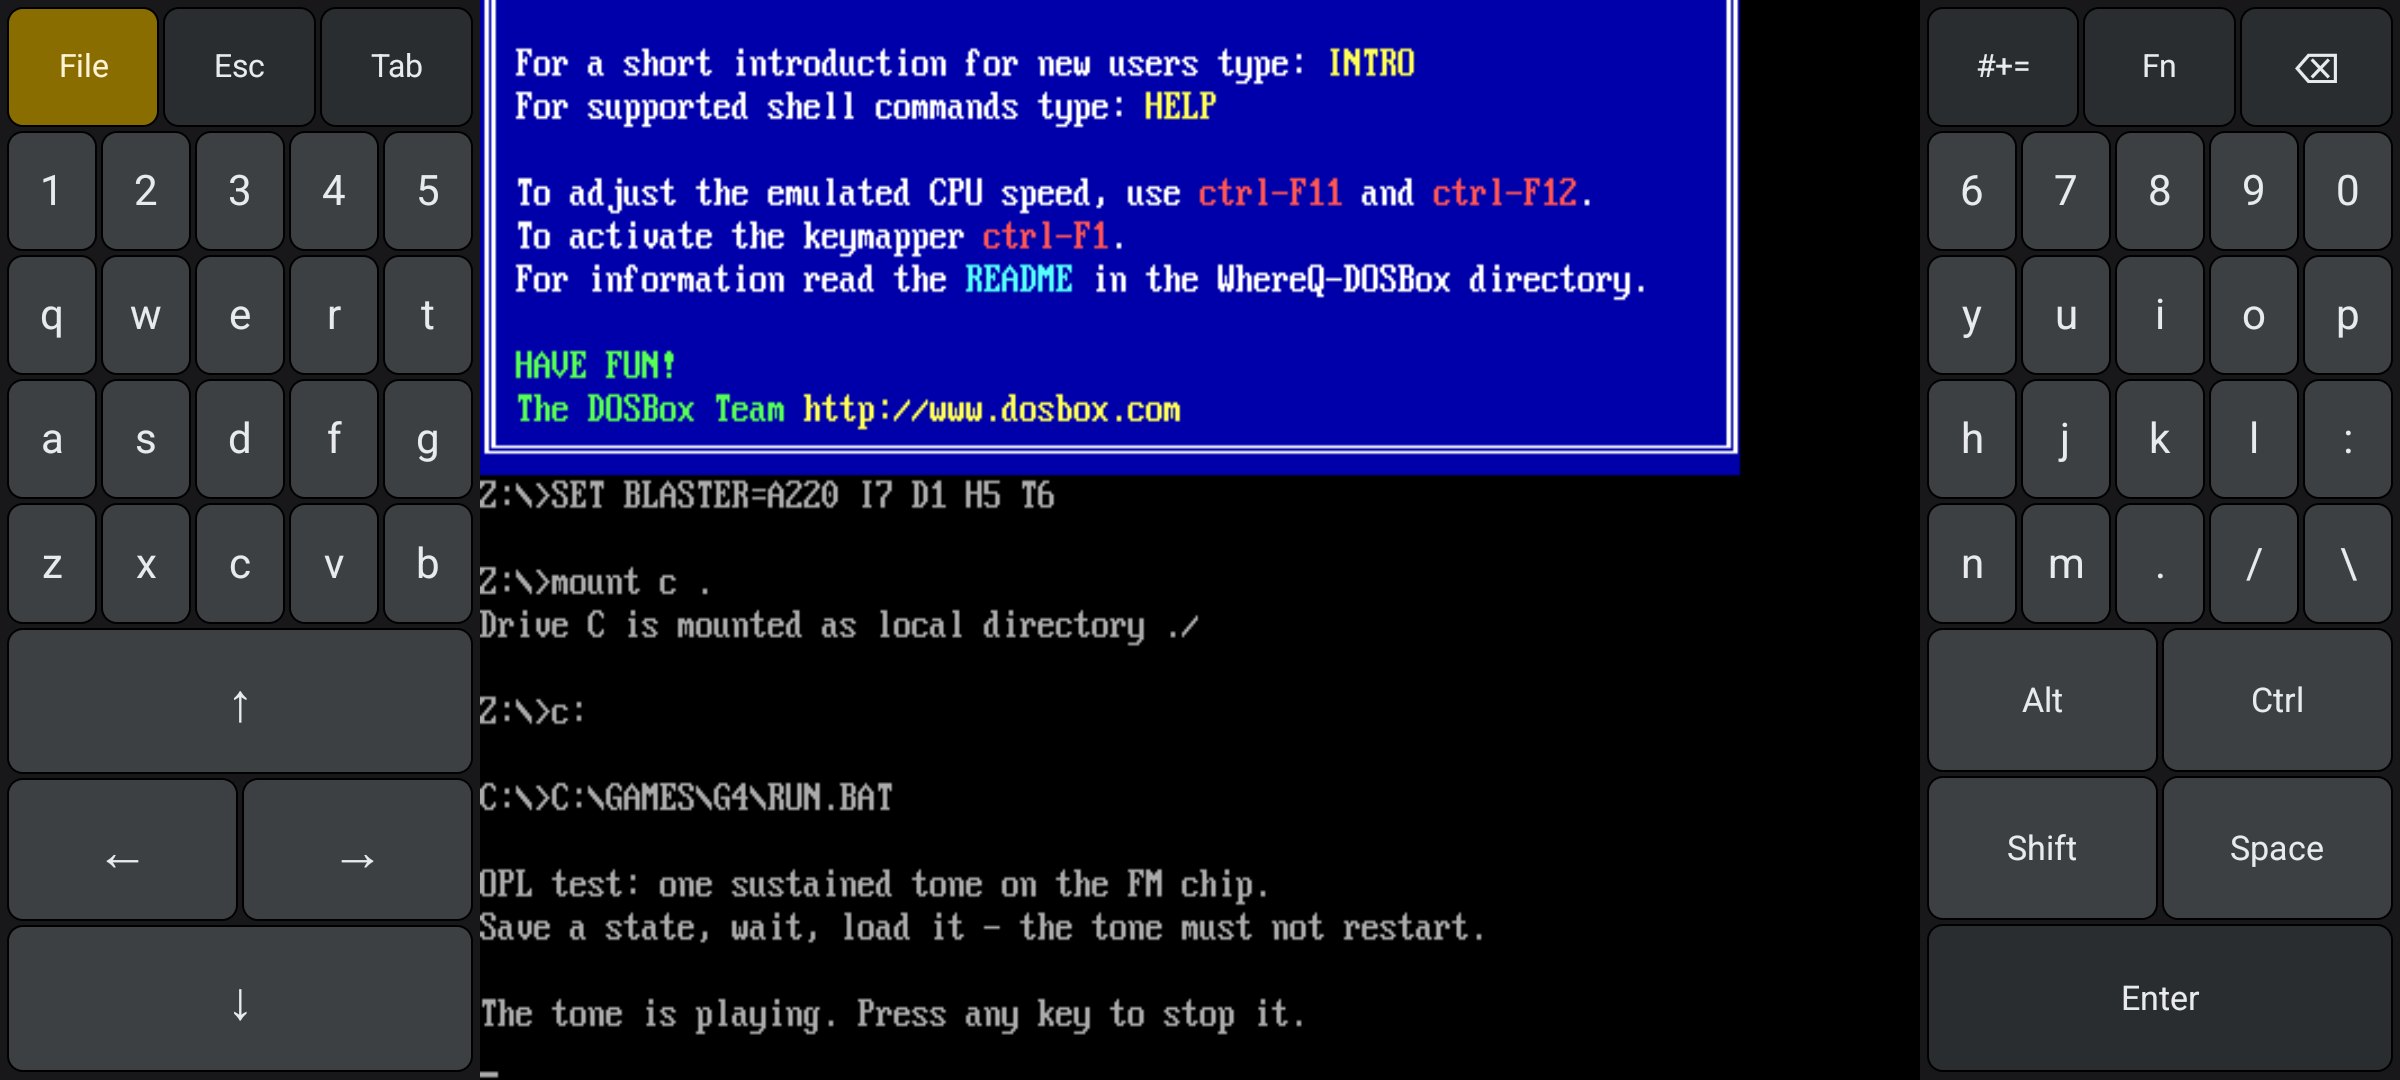 File Esc Tab
1 2 3 4 5
q w e r t
a s d f g
z x c v b
↑
← →
↓
For a short introduction for new users type: INTRO
For supported shell commands type: HELP
To adjust the emulated CPU speed, use ctrl-F11 and ctrl-F12.
To activate the keymapper ctrl-F1.
For information read the README in the WhereQ-DOSBox directory.
HAVE FUN!
The DOSBox Team http://www.dosbox.com
Z:\>SET BLASTER=A220 I7 D1 H5 T6
Z:\>mount c .
Drive C is mounted as local directory ./
Z:\>c:
C:\>C:\GAMES\G4\RUN.BAT
OPL test: one sustained tone on the FM chip.
Save a state, wait, load it - the tone must not restart.
The tone is playing. Press any key to stop it.
_
#+= Fn ⌫
6 7 8 9 0
y u i o p
h j k l :
n m . / \
Alt Ctrl
Shift Space
Enter